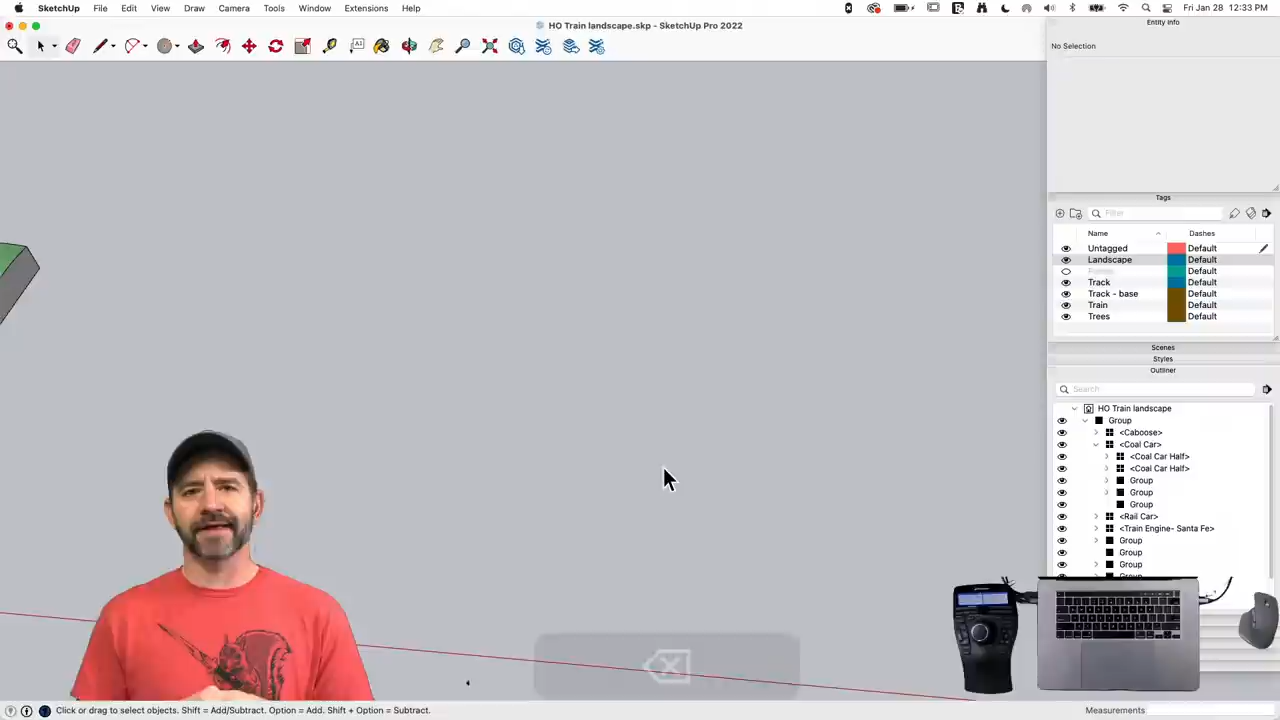 SketchUp File Edit View Draw Camera Tools Window Extensions Help Fri Jan 28 12:33 PM
HO Train landscape.skp - SketchUp Pro 2022
Entity Info
No Selection
Tags
Filter
Name Dashes
Untagged Default
Landscape Default
Default
Track Default
Track - base Default
Train Default
Trees Default
Scenes
Styles
Outliner
Search
HO Train landscape
Group
<Caboose>
<Coal Car>
<Coal Car Half>
<Coal Car Half>
Group
Group
Group
<Rail Car>
<Train Engine- Santa Fe>
Group
Group
Group
Group
Click or drag to select objects. Shift = Add/Subtract. Option = Add. Shift + Option = Subtract. Measurements